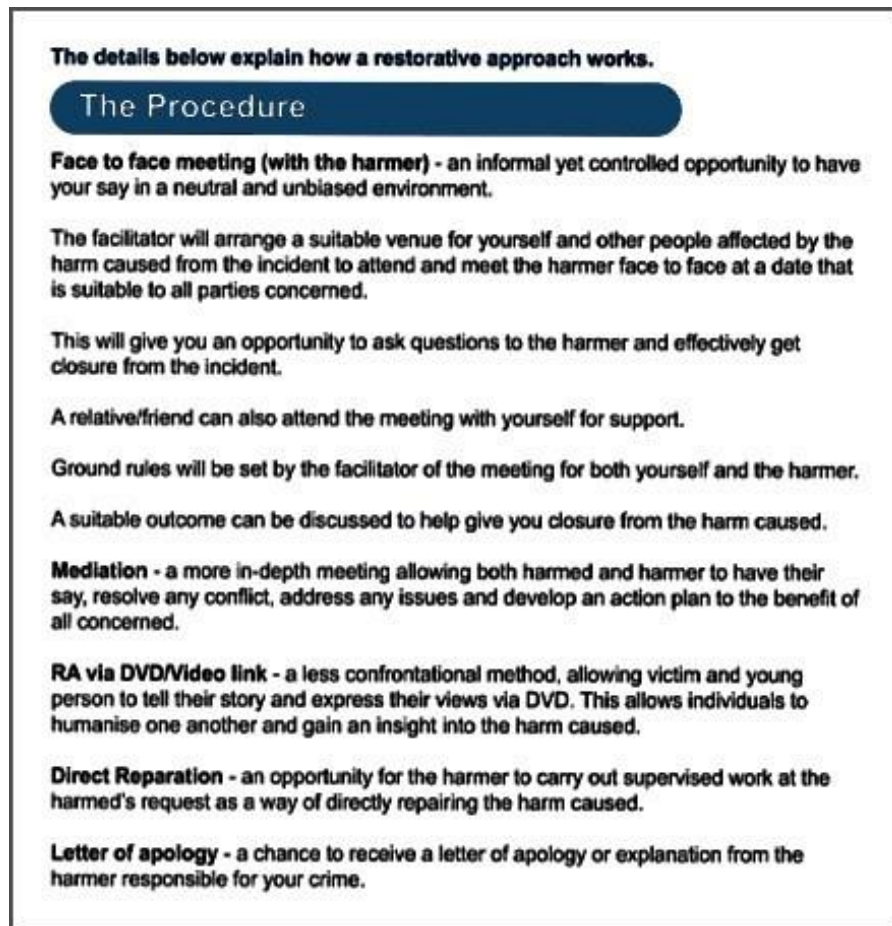 The details below explain how a restorative approach works.
The Procedure
Face to face meeting (with the harmer) - an informal yet controlled opportunity to have
your say in a neutral and unbiased environment.
The facilitator will arrange a suitable venue for yourself and other people affected by the
harm caused from the incident to attend and meet the harmer face to face at a date that
is suitable to all parties concerned.
This will give you an opportunity to ask questions to the harmer and effectively get
closure from the incident.
A relative/friend can also attend the meeting with yourself for support.
Ground rules will be set by the facilitator of the meeting for both yourself and the harmer.
A suitable outcome can be discussed to help give you closure from the harm caused.
Mediation - a more in-depth meeting allowing both harmed and harmer to have their
say, resolve any conflict, address any issues and develop an action plan to the benefit of
all concerned.
RA via DVD/Video link - a less confrontational method, allowing victim and young
person to tell their story and express their views via DVD. This allows individuals to
humanise one another and gain an insight into the harm caused.
Direct Reparation - an opportunity for the harmer to carry out supervised work at the
harmed's request as a way of directly repairing the harm caused.
Letter of apology - a chance to receive a letter of apology or explanation from the
harmer responsible for your crime.